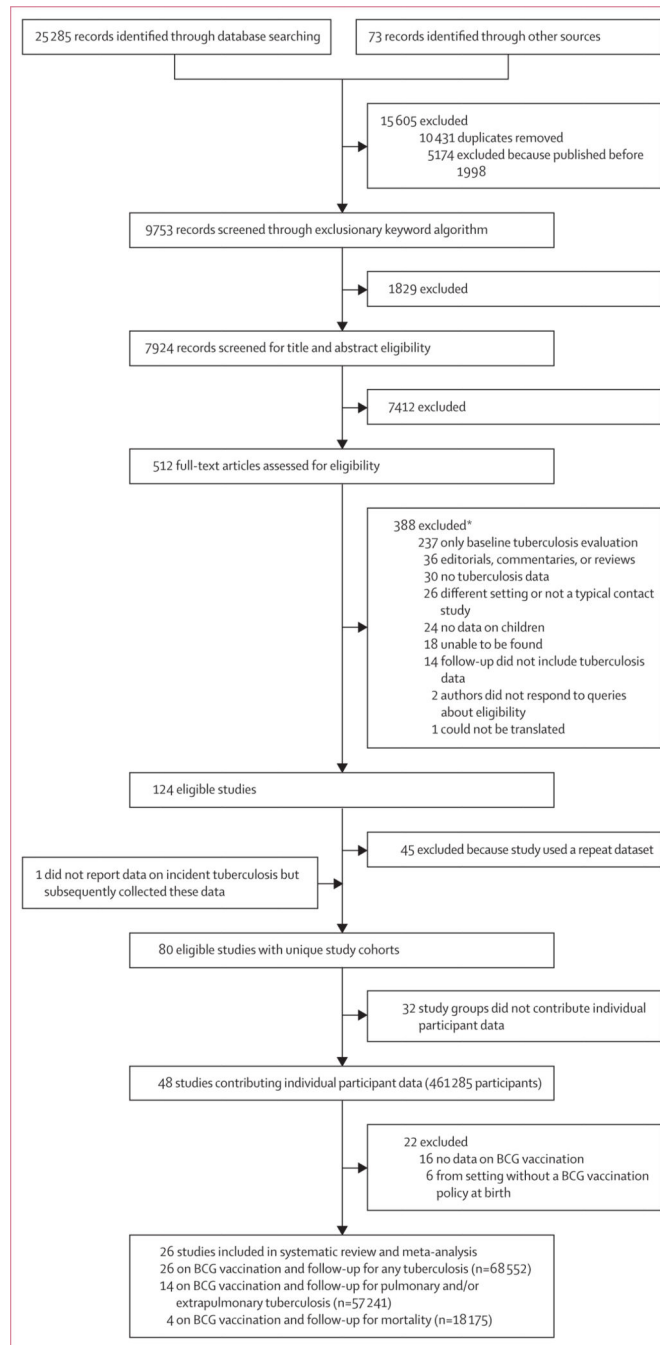 25 285 records identified through database searching
73 records identified through other sources
15 605 excluded
10 431 duplicates removed
5174 excluded because published before
1998
9753 records screened through exclusionary keyword algorithm
1829 excluded
7924 records screened for title and abstract eligibility
7412 excluded
512 full-text articles assessed for eligibility
388 excluded*
237 only baseline tuberculosis evaluation
36 editorials, commentaries, or reviews
30 no tuberculosis data
26 different setting or not a typical contact
study
24 no data on children
18 unable to be found
14 follow-up did not include tuberculosis
data
2 authors did not respond to queries
about eligibility
1 could not be translated
124 eligible studies
45 excluded because study used a repeat dataset
1 did not report data on incident tuberculosis but
subsequently collected these data
80 eligible studies with unique study cohorts
32 study groups did not contribute individual
participant data
48 studies contributing individual participant data (461 285 participants)
22 excluded
16 no data on BCG vaccination
6 from setting without a BCG vaccination
policy at birth
26 studies included in systematic review and meta-analysis
26 on BCG vaccination and follow-up for any tuberculosis (n=68 552)
14 on BCG vaccination and follow-up for pulmonary and/or
extrapulmonary tuberculosis (n=57 241)
4 on BCG vaccination and follow-up for mortality (n=18 175)